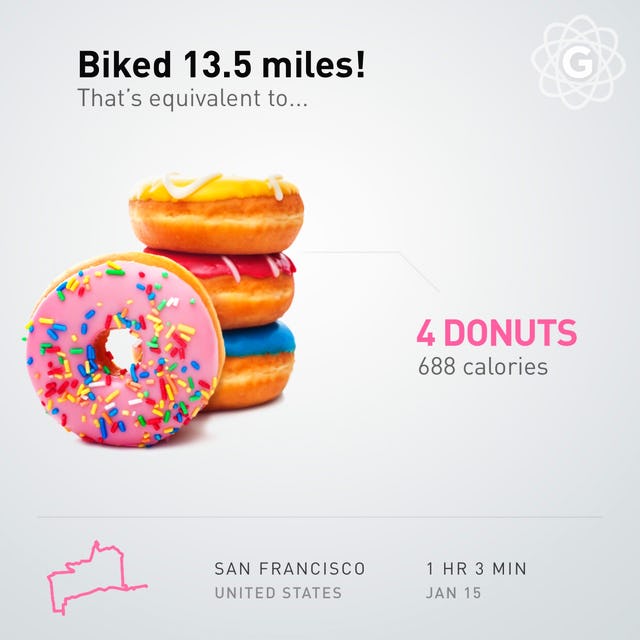 Biked 13.5 miles!
That's equivalent to...
G
4 DONUTS
688 calories
SAN FRANCISCO
UNITED STATES
1 HR 3 MIN
JAN 15